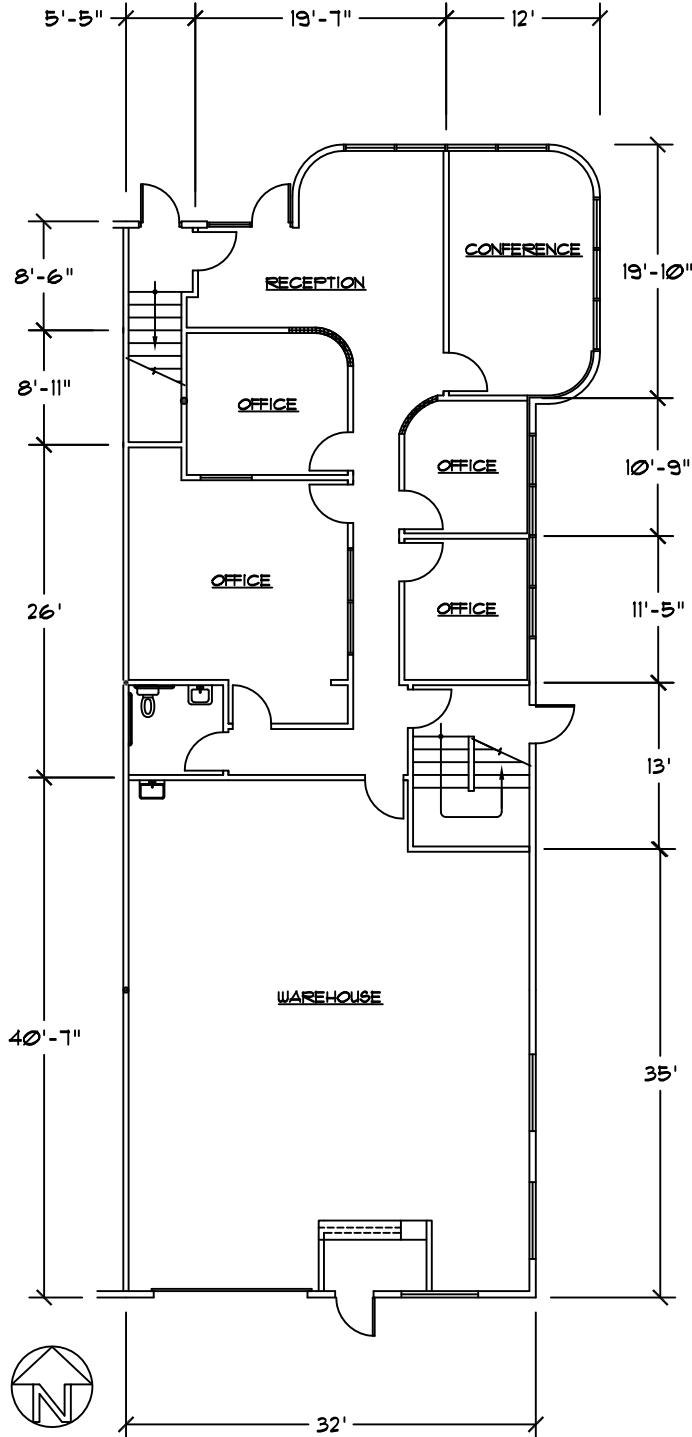 5'-5" 19'-7" 12'
CONFERENCE
8'-6" RECEPTION 19'-10"
8'-11" OFFICE
OFFICE 10'-9"
26' OFFICE OFFICE 11'-5"
13'
WAREHOUSE
40'-7" 35'
N
32'